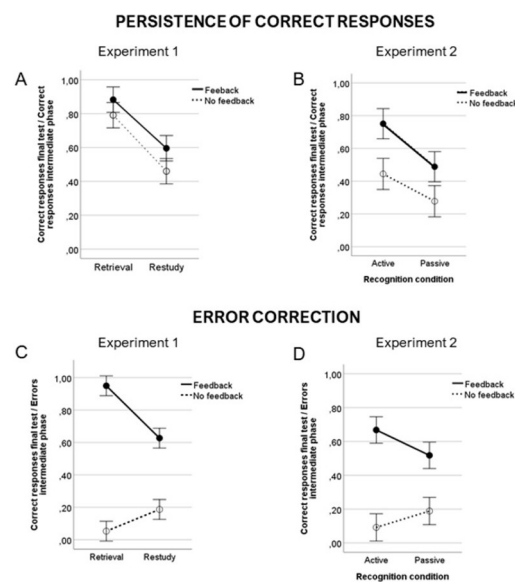 PERSISTENCE OF CORRECT RESPONSES
Experiment 1
Experiment 2
A
Correct responses final test / Correct
responses intermediate phase
1,00
,80
,60
,40
,20
,00
Feeback
No feedback
Retrieval
Restudy
B
Correct responses final test / Correct
responses intermediate phase
1,00
,80
,60
,40
,20
,00
Feedback
No feedback
Active
Passive
Recognition condition
ERROR CORRECTION
Experiment 1
Experiment 2
C
Correct responses final test / Errors
intermediate phase
1,00
,80
,60
,40
,20
,00
Feedback
No feedback
Retrieval
Restudy
D
Correct responses final test / Errors
intermediate phase
1,00
,80
,60
,40
,20
,00
Feedback
No feedback
Active
Passive
Recognition condition